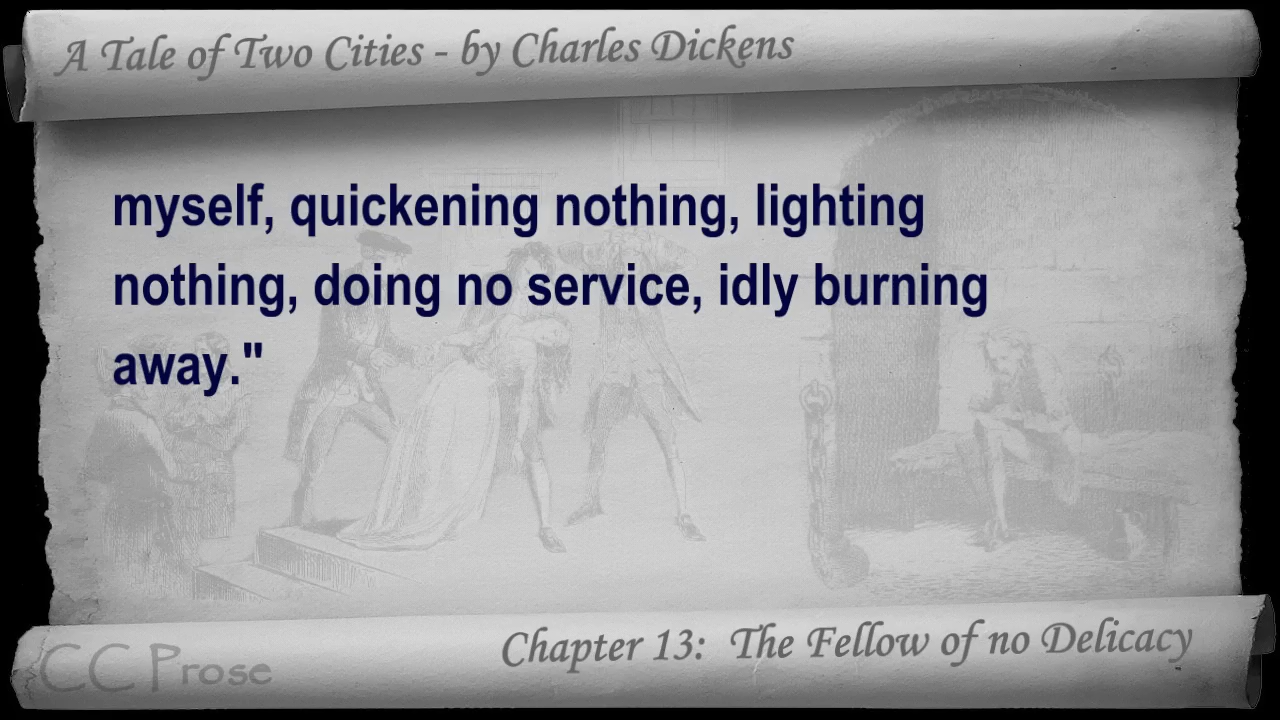 A Tale of Two Cities - by Charles Dickens
myself, quickening nothing, lighting
nothing, doing no service, idly burning
away."
Chapter 13: The Fellow of no Delicacy
CC Prose